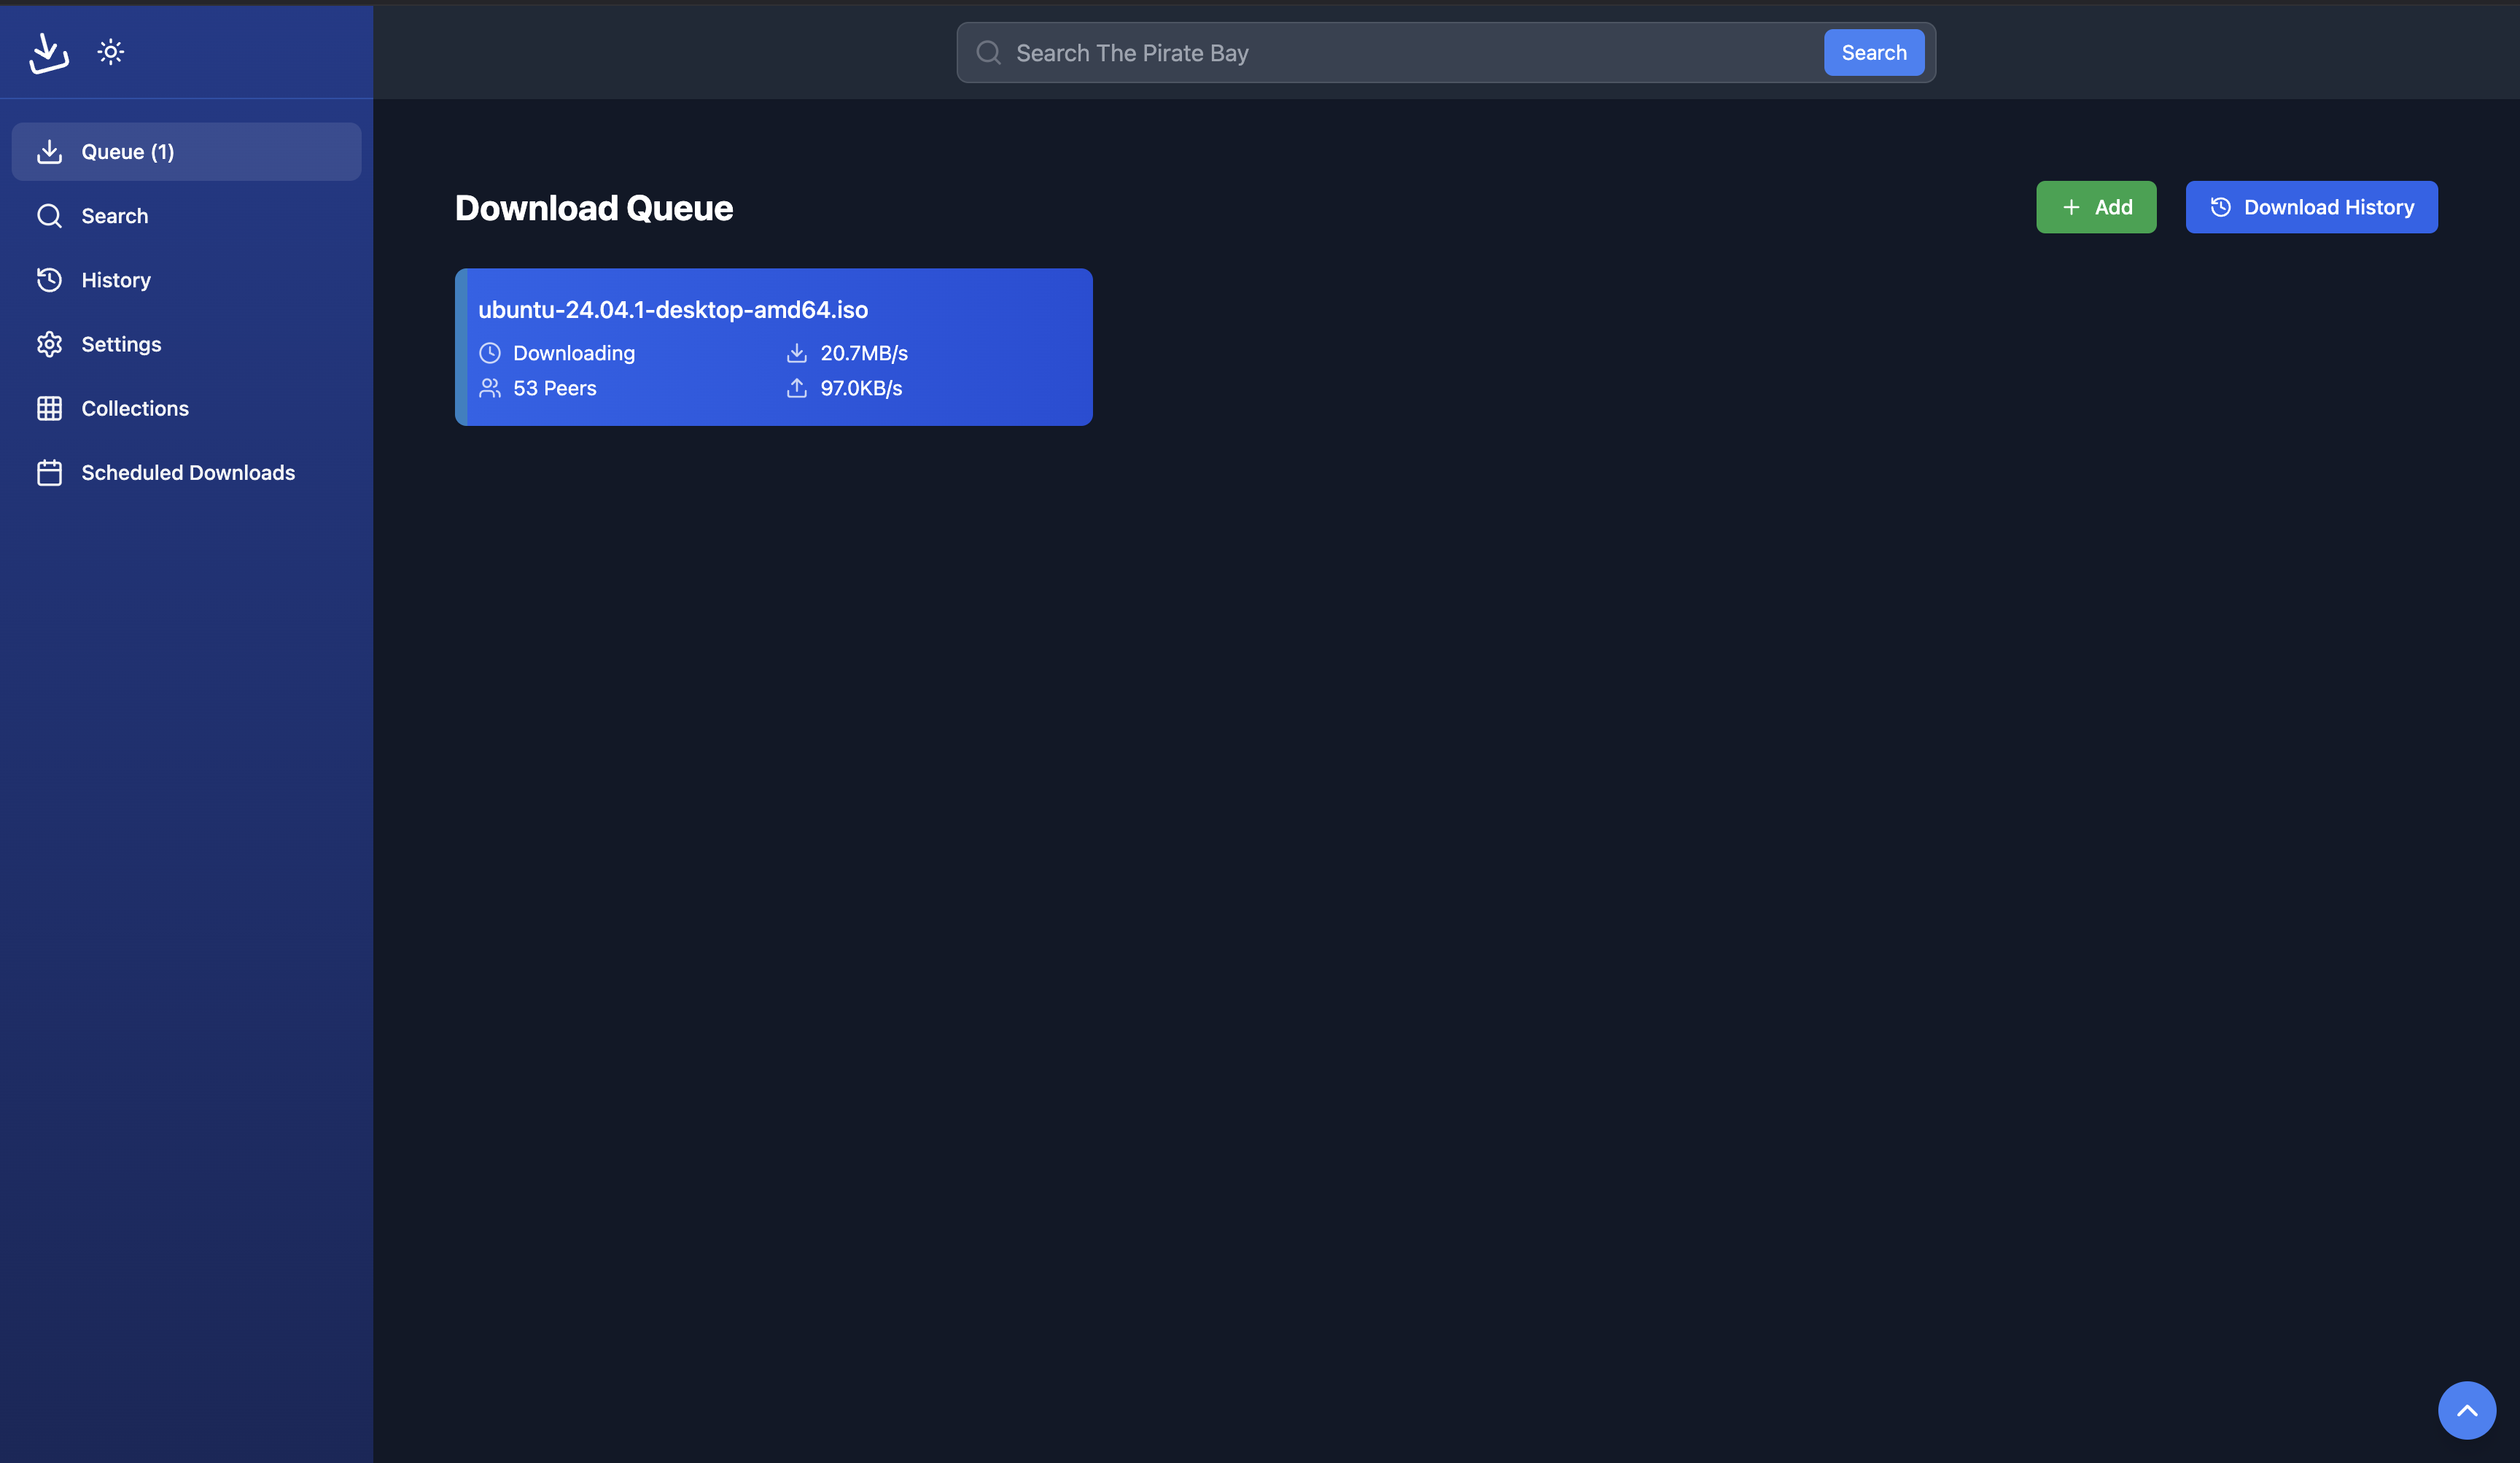 Search The Pirate Bay
Search
Queue (1)
Search
History
Settings
Collections
Scheduled Downloads
Download Queue
Add
Download History
ubuntu-24.04.1-desktop-amd64.iso
Downloading
20.7MB/s
53 Peers
97.0KB/s